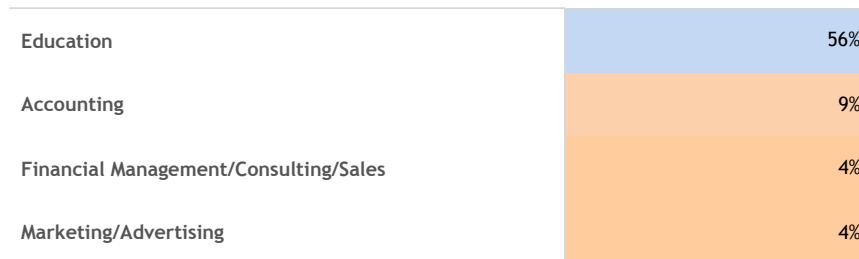 Education 56%
Accounting 9%
Financial Management/Consulting/Sales 4%
Marketing/Advertising 4%